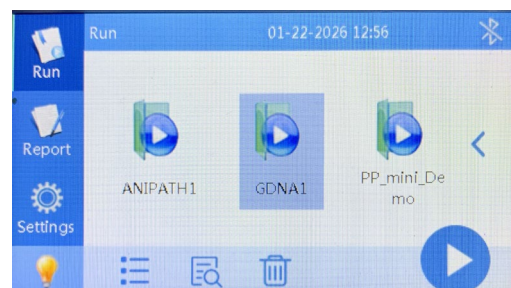 Run
01-22-2026 12:56
Run
Report
Settings
ANIPATH1
GDNA1
PP_mini_De
mo